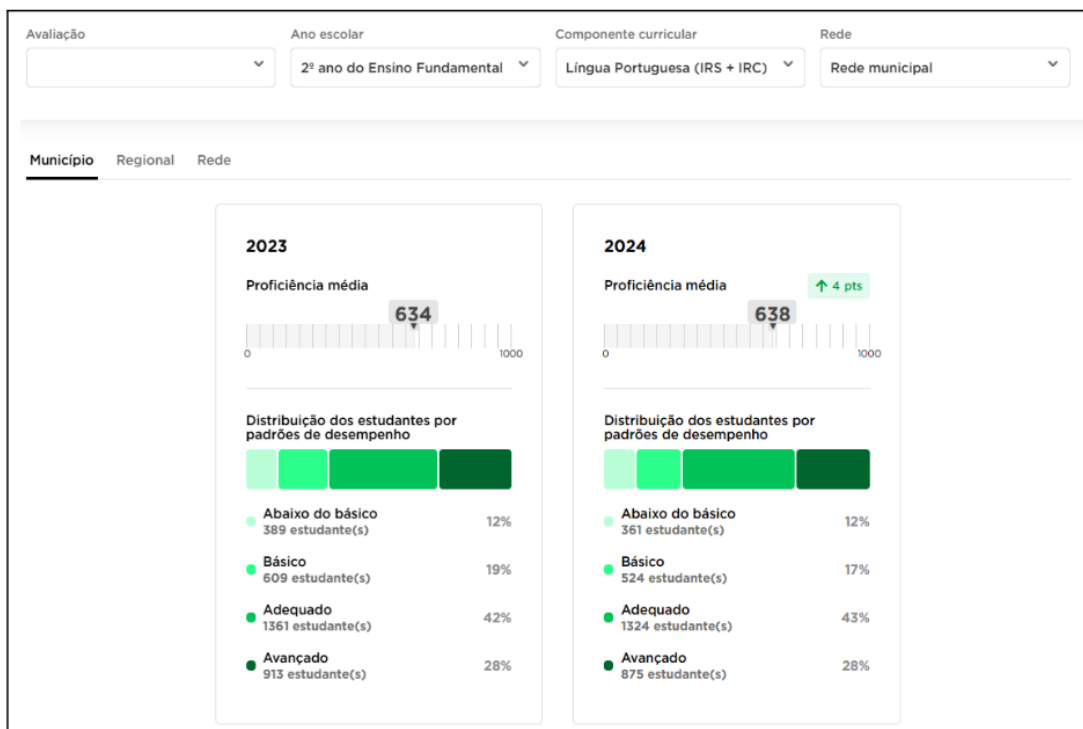 Avaliação
Ano escolar
Componente curricular
Rede
2º ano do Ensino Fundamental
Língua Portuguesa (IRS + IRC)
Rede municipal
Município
Regional
Rede
2023
Proficiência média
634
0
1000
Distribuição dos estudantes por
padrões de desempenho
Abaixo do básico
389 estudante(s)
12%
Básico
609 estudante(s)
19%
Adequado
1361 estudante(s)
42%
Avançado
913 estudante(s)
28%
2024
Proficiência média
↑ 4 pts
638
0
1000
Distribuição dos estudantes por
padrões de desempenho
Abaixo do básico
361 estudante(s)
12%
Básico
524 estudante(s)
17%
Adequado
1324 estudante(s)
43%
Avançado
875 estudante(s)
28%